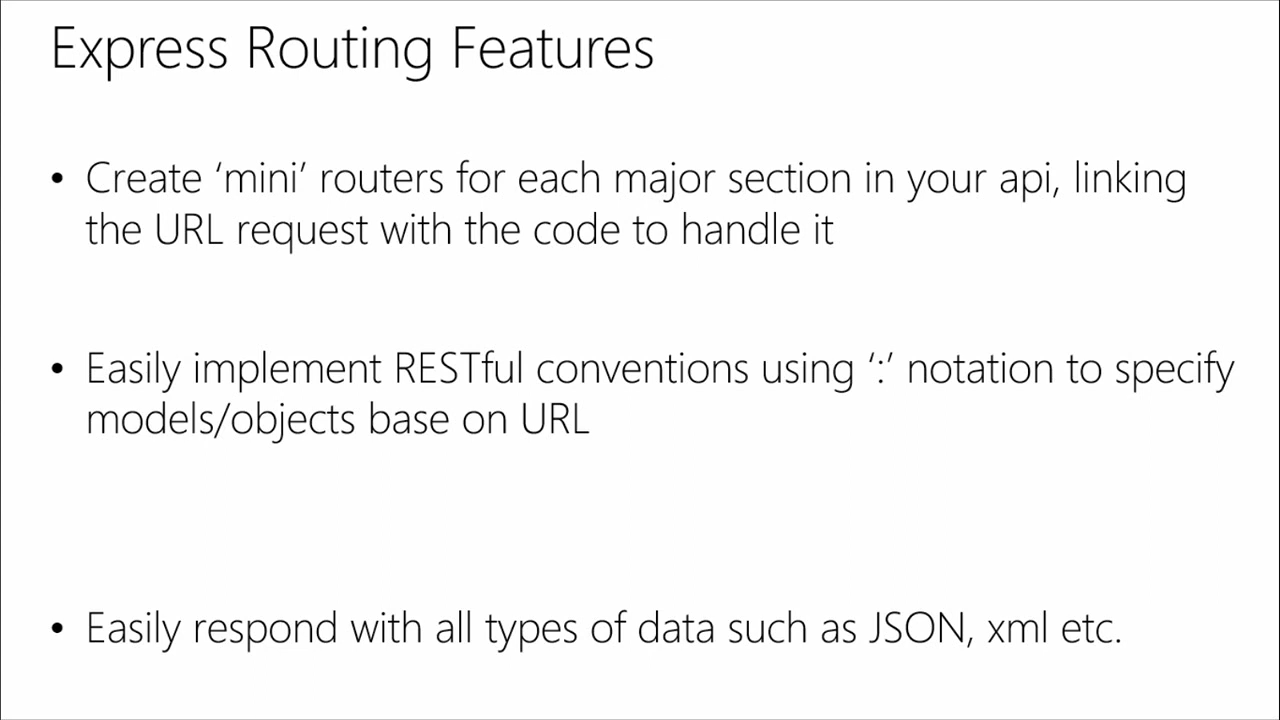 Express Routing Features
• Create ‘mini’ routers for each major section in your api, linking
the URL request with the code to handle it
• Easily implement RESTful conventions using ‘:’ notation to specify
models/objects base on URL
• Easily respond with all types of data such as JSON, xml etc.